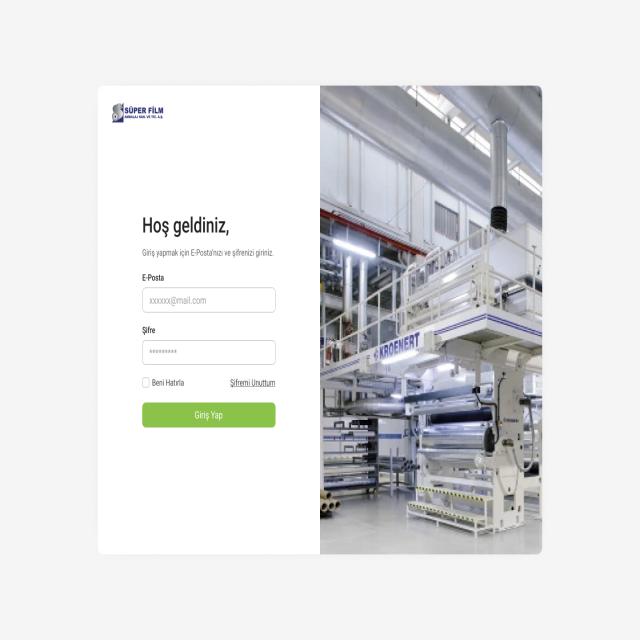 SÜPER FİLM
AMBALAJ SAN. VE TİC. A.Ş.
Hoş geldiniz,
Giriş yapmak için E-Posta'nızı ve şifrenizi giriniz.
E-Posta
xxxxxx@mail.com
Şifre
*********
Beni Hatırla
Şifremi Unuttum
Giriş Yap
KROENERT